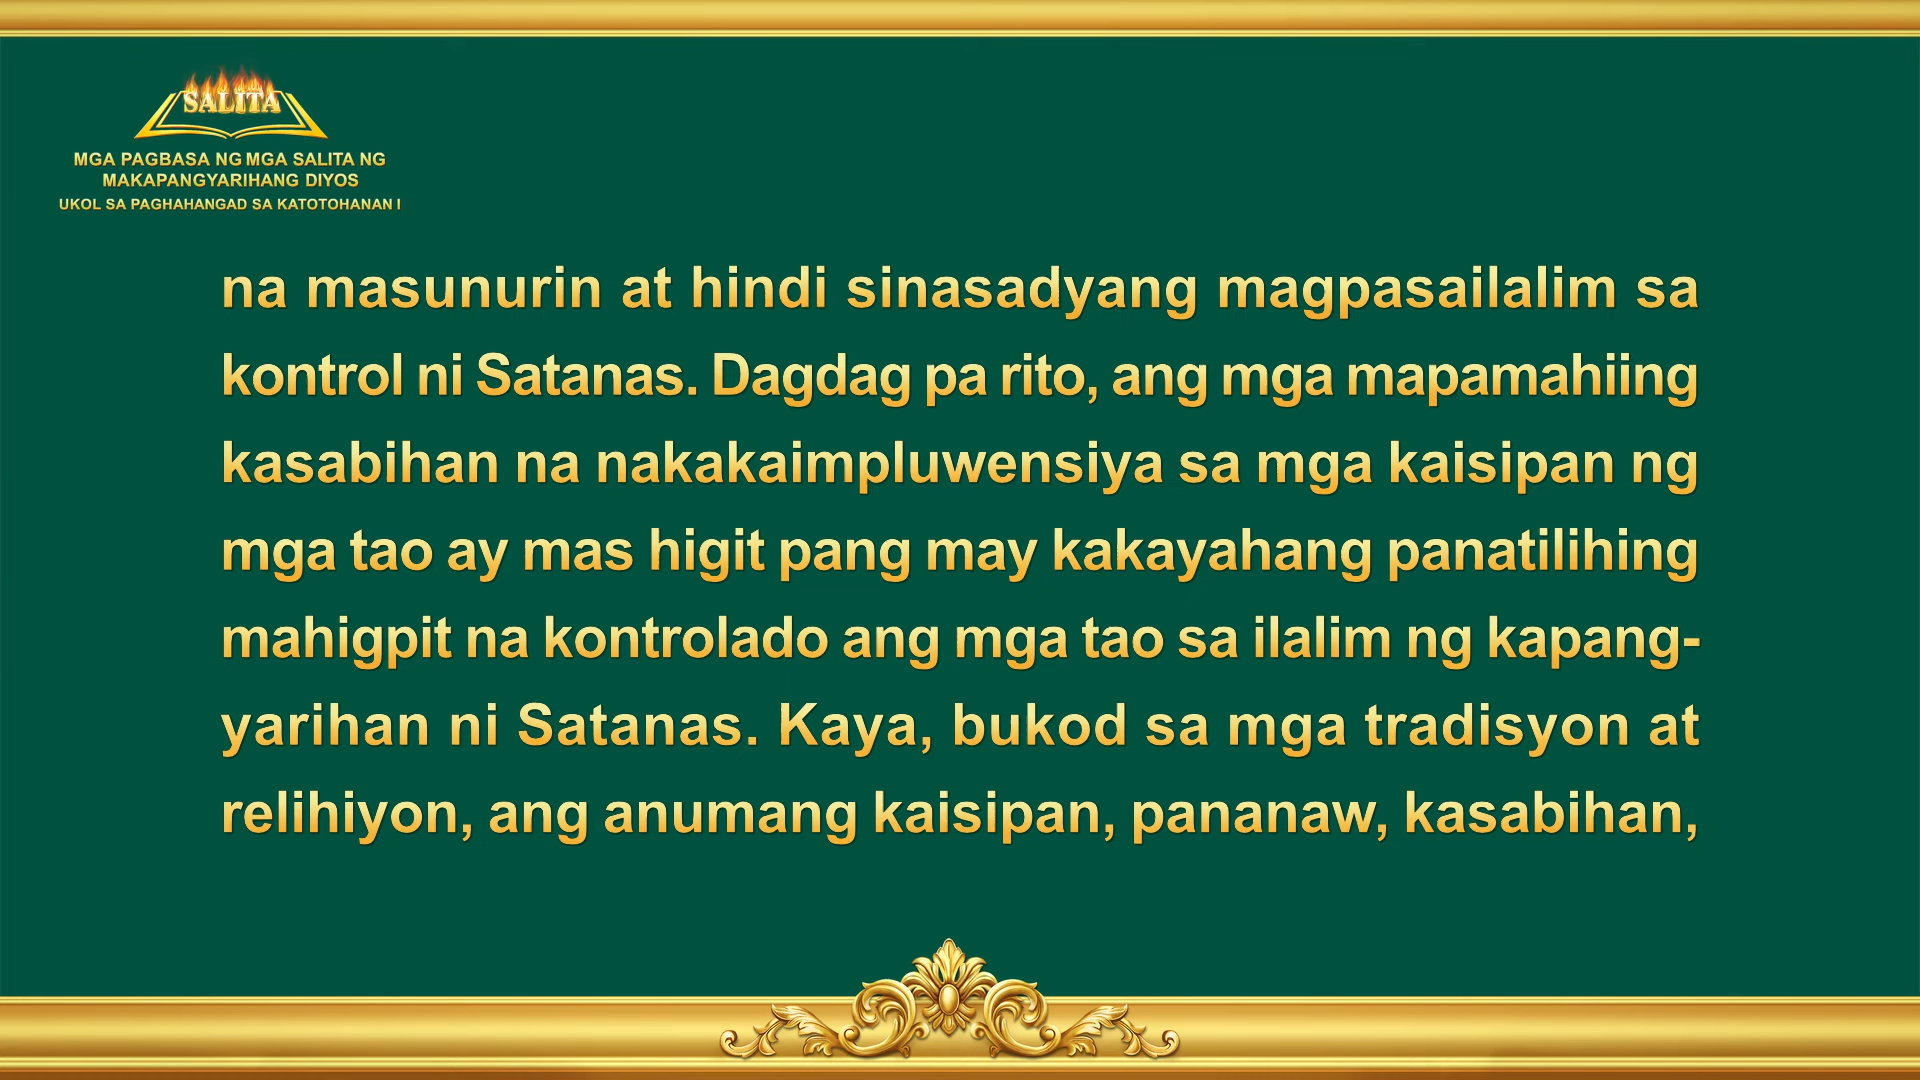 SALITA
MGA PAGBASA NG MGA SALITA NG
MAKAPANGYARIHANG DIYOS
UKOL SA PAGHAHANGAD SA KATOTOHANAN I
na masunurin at hindi sinasadyang magpasailalim sa
kontrol ni Satanas. Dagdag pa rito, ang mga mapamahiing
kasabihan na nakakaimpluwensiya sa mga kaisipan ng
mga tao ay mas higit pang may kakayahang panatilihing
mahigpit na kontrolado ang mga tao sa ilalim ng kapang-
yarihan ni Satanas. Kaya, bukod sa mga tradisyon at
relihiyon, ang anumang kaisipan, pananaw, kasabihan,